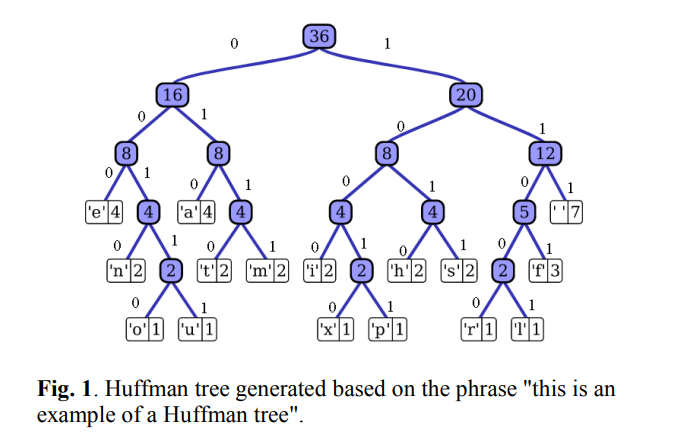 36
0 1
16 20
0 1 0 1
8 8 8 12
0 1 0 1 0 1 0 1
'e' 4 4 'a' 4 4 4 4 5 ' ' 7
0 1 0 1 0 1 0 1 0 1
'n' 2 2 't' 2 'm' 2 'i' 2 2 'h' 2 's' 2 2 'f' 3
0 1 0 1 0 1
'o' 1 'u' 1 'x' 1 'p' 1 'r' 1 'l' 1
Fig. 1. Huffman tree generated based on the phrase "this is an
example of a Huffman tree".